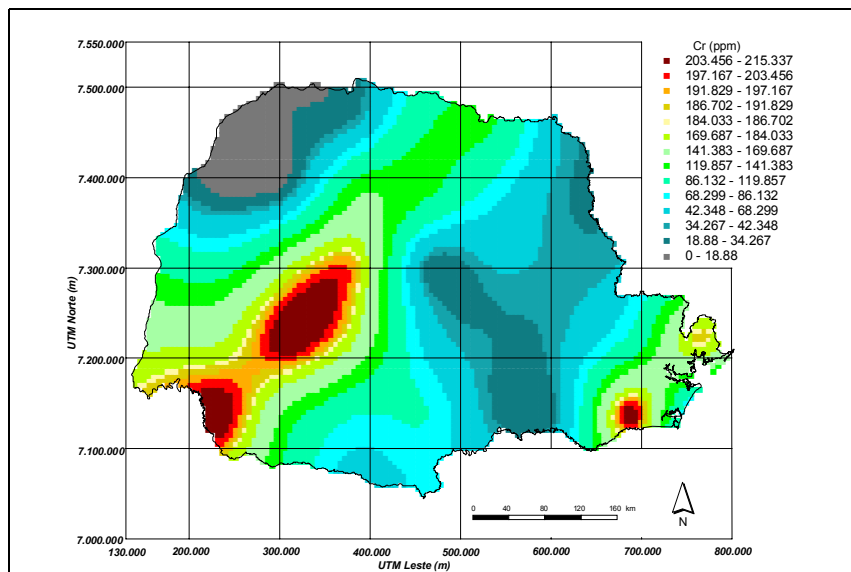 Cr (ppm)
203.456 - 215.337
197.167 - 203.456
191.829 - 197.167
186.702 - 191.829
184.033 - 186.702
169.687 - 184.033
141.383 - 169.687
119.857 - 141.383
86.132 - 119.857
68.299 - 86.132
42.348 - 68.299
34.267 - 42.348
18.88 - 34.267
0 - 18.88
7.550.000
7.500.000
7.400.000
7.300.000
7.200.000
7.100.000
7.000.000
UTM Norte (m)
0 40 80 120 160 km
N
130.000 200.000 300.000 400.000 500.000 600.000 700.000 800.000
UTM Leste (m)